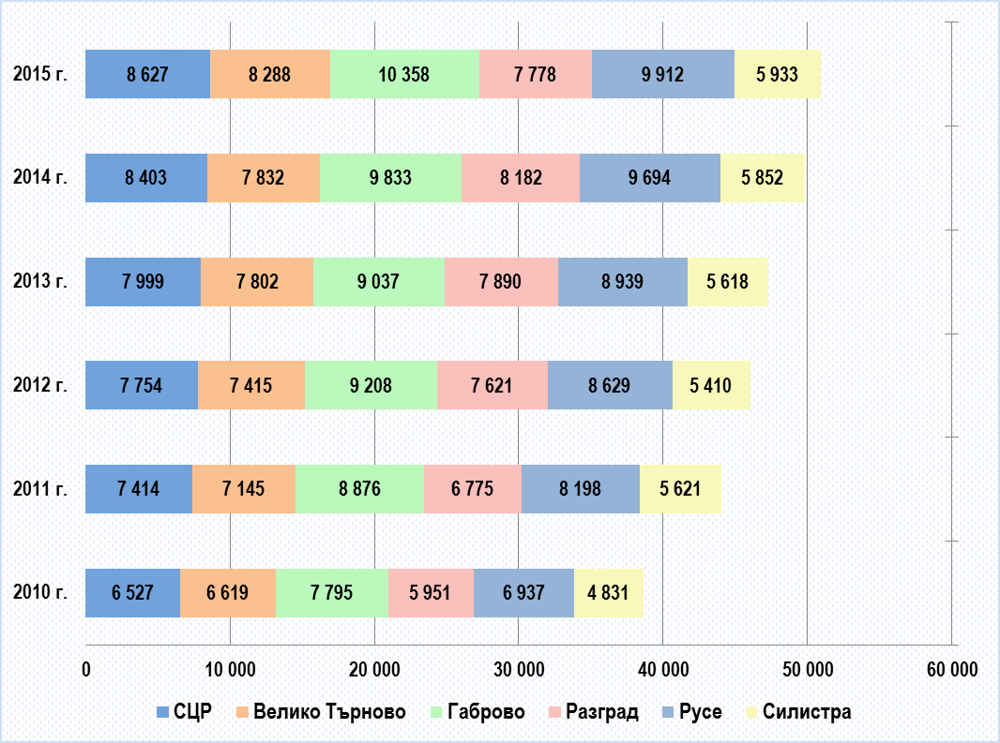 2015 г. 8 627 8 288 10 358 7 778 9 912 5 933
2014 г. 8 403 7 832 9 833 8 182 9 694 5 852
2013 г. 7 999 7 802 9 037 7 890 8 939 5 618
2012 г. 7 754 7 415 9 208 7 621 8 629 5 410
2011 г. 7 414 7 145 8 876 6 775 8 198 5 621
2010 г. 6 527 6 619 7 795 5 951 6 937 4 831
0 10 000 20 000 30 000 40 000 50 000 60 000
СЦР Велико Търново Габрово Разград Русе Силистра